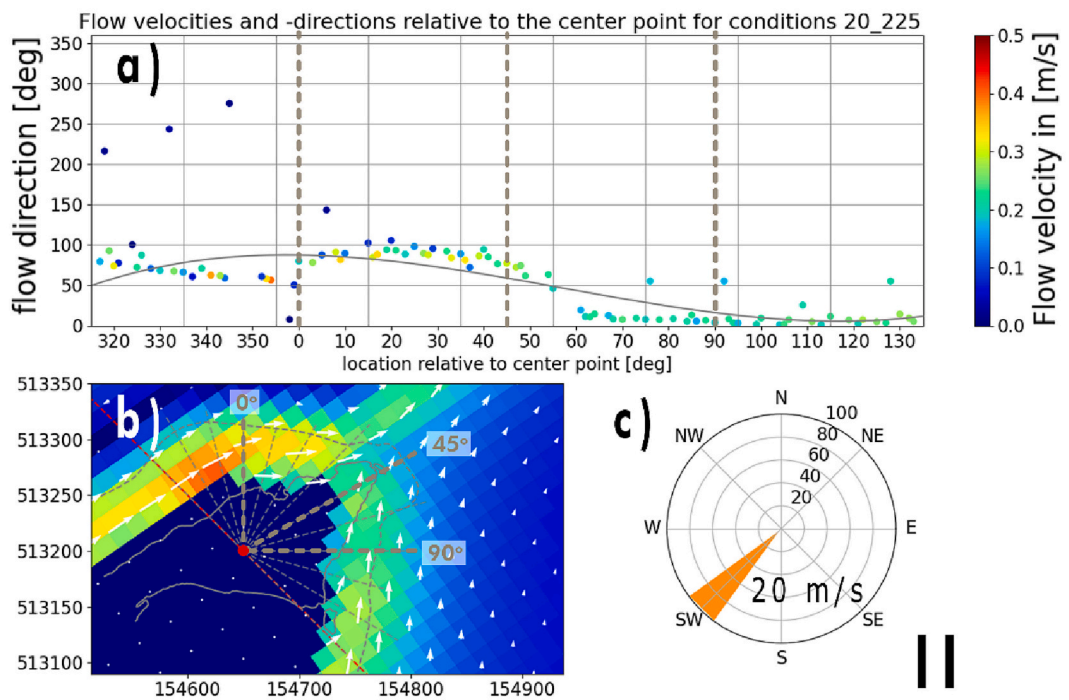 Flow velocities and -directions relative to the center point for conditions 20_225
a)
flow direction [deg]
350
300
250
200
150
100
50
0
320 330 340 350 0 10 20 30 40 50 60 70 80 90 100 110 120 130
location relative to center point [deg]
0.5
0.4
0.3
0.2
0.1
0.0
Flow velocity in [m/s]
b)
513350
513300
513250
513200
513150
513100
154600 154700 154800 154900
0°
45°
90°
c)
N
NE
E
SE
S
SW
W
NW
100
80
60
40
20
20 m/s
II